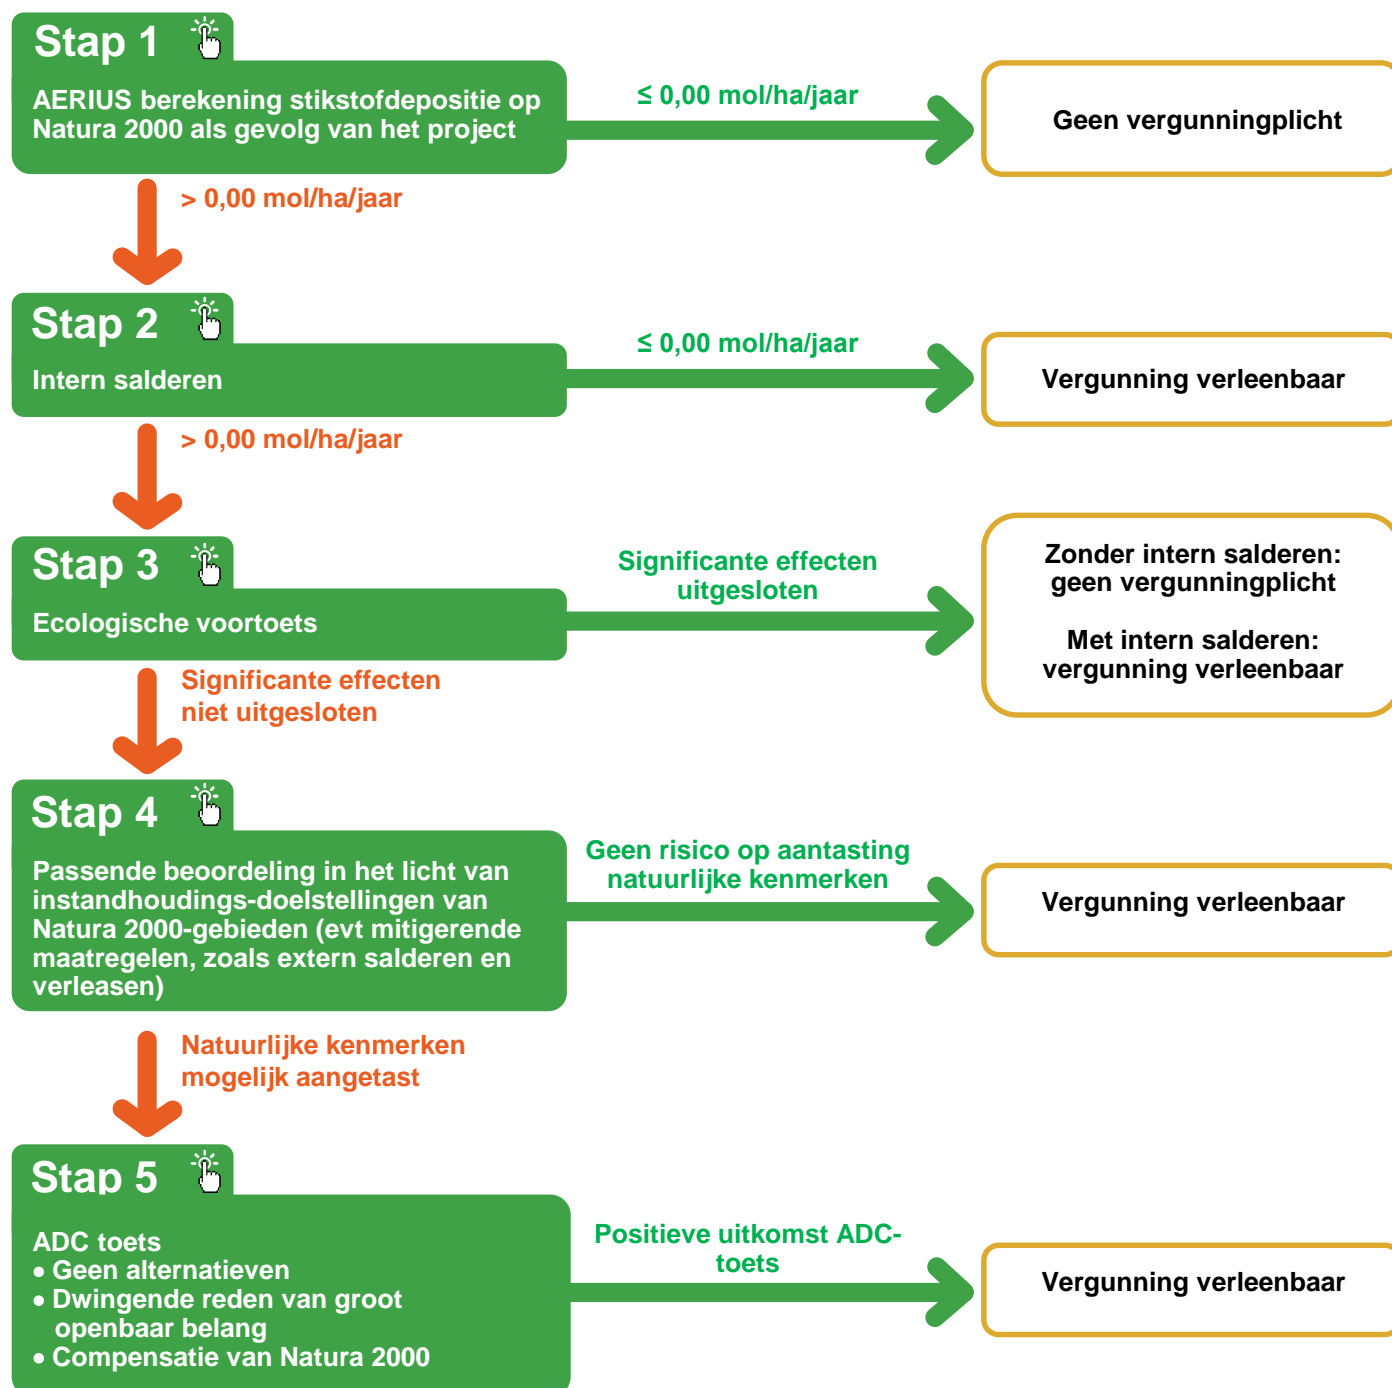 Stap 1
AERIUS berekening stikstofdepositie op
Natura 2000 als gevolg van het project
≤ 0,00 mol/ha/jaar
Geen vergunningplicht
> 0,00 mol/ha/jaar
Stap 2
Intern salderen
≤ 0,00 mol/ha/jaar
Vergunning verleenbaar
> 0,00 mol/ha/jaar
Stap 3
Ecologische voortoets
Significante effecten
uitgesloten
Zonder intern salderen:
geen vergunningplicht
Met intern salderen:
vergunning verleenbaar
Significante effecten
niet uitgesloten
Stap 4
Passende beoordeling in het licht van
instandhoudings-doelstellingen van
Natura 2000-gebieden (evt mitigerende
maatregelen, zoals extern salderen en
verleasen)
Geen risico op aantasting
natuurlijke kenmerken
Vergunning verleenbaar
Natuurlijke kenmerken
mogelijk aangetast
Stap 5
ADC toets
• Geen alternatieven
• Dwingende reden van groot
openbaar belang
• Compensatie van Natura 2000
Positieve uitkomst ADC-
toets
Vergunning verleenbaar